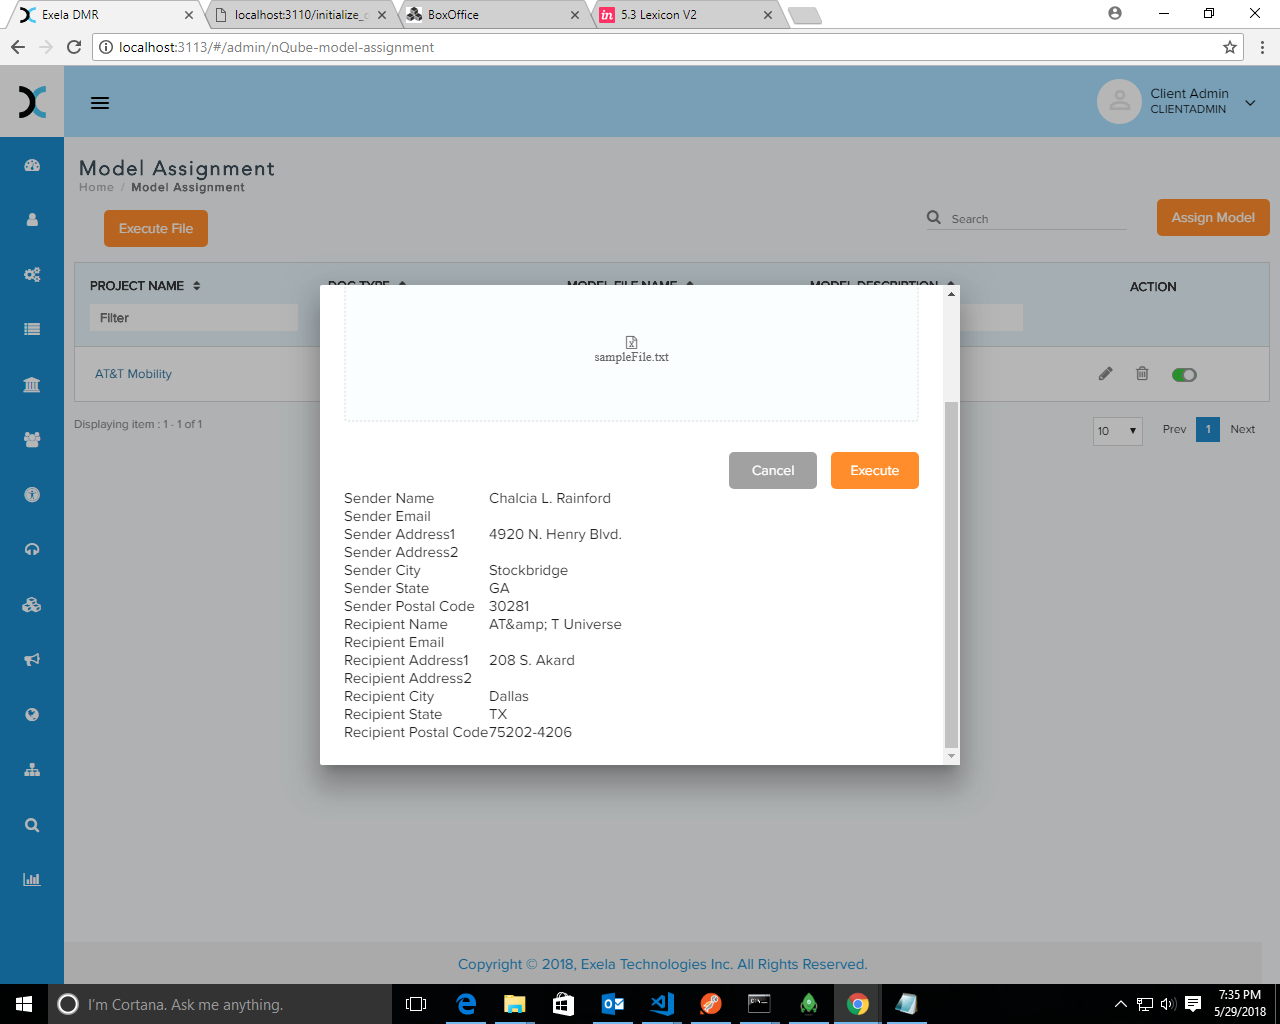 Exela DMR
localhost:3110/initialize_
BoxOffice
in 5.3 Lexicon V2
localhost:3113/#/admin/nQube-model-assignment
Client Admin
CLIENTADMIN
Model Assignment
Home / Model Assignment
Execute File
Search
Assign Model
PROJECT NAME DOC TYPE MODEL FILE NAME MODEL DESCRIPTION ACTION
Filter
sampleFile.txt
AT&T Mobility
Displaying item : 1 - 1 of 1
10 Prev 1 Next
Cancel Execute
Sender Name Chalcia L. Rainford
Sender Email
Sender Address1 4920 N. Henry Blvd.
Sender Address2
Sender City Stockbridge
Sender State GA
Sender Postal Code 30281
Recipient Name AT&amp; T Universe
Recipient Email
Recipient Address1 208 S. Akard
Recipient Address2
Recipient City Dallas
Recipient State TX
Recipient Postal Code 75202-4206
Copyright © 2018, Exela Technologies Inc. All Rights Reserved.
I'm Cortana. Ask me anything.
7:35 PM
5/29/2018